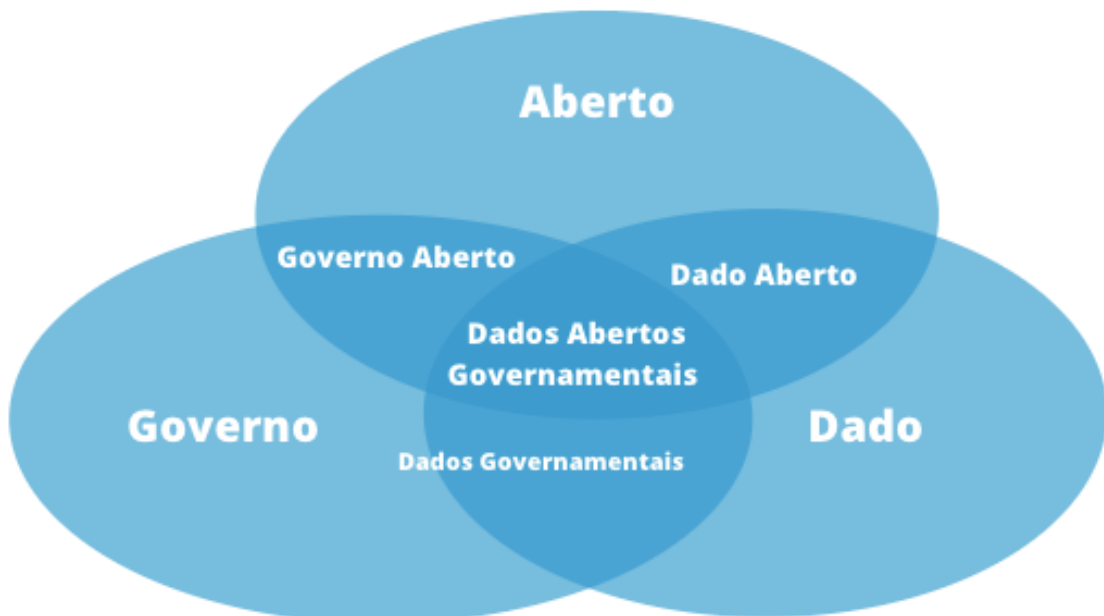 Aberto
Governo Aberto
Dado Aberto
Dados Abertos
Governamentais
Governo
Dado
Dados Governamentais